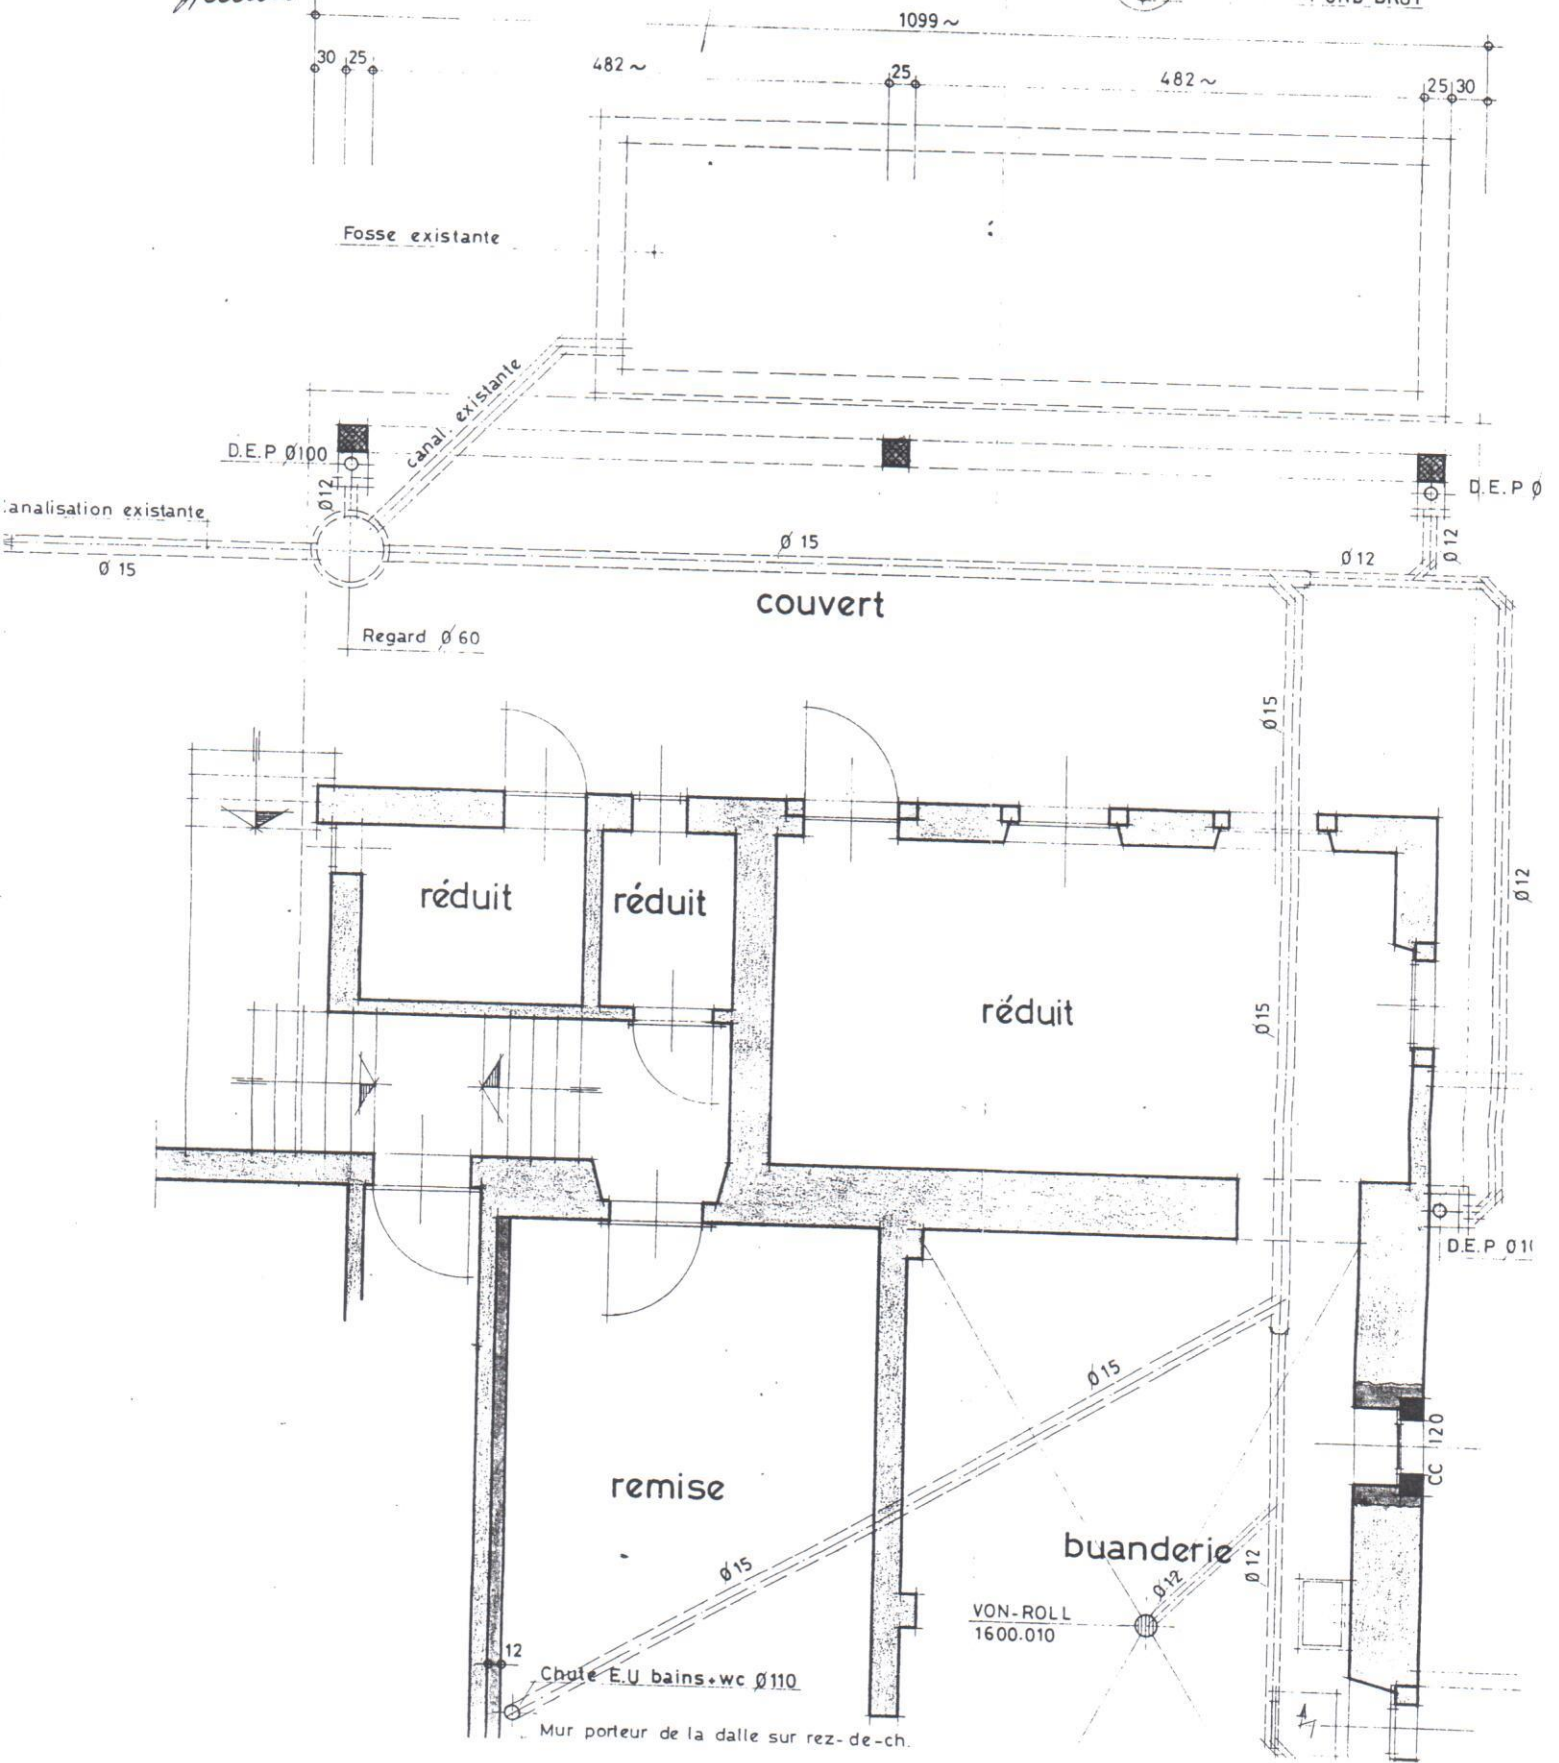 1099~
30 25 482~ 25 482~ 25 30
Fosse existante
canal. existante
D.E.P Ø100
Ø12
D.E.P Ø
analisation existante
Ø 15
Ø 15
Ø12
Ø12
couvert
Regard Ø60
Ø15
Ø12
réduit
réduit
réduit
Ø15
D.E.P Ø1
Ø15
CC 120
remise
buanderie
Ø15
Ø12
Ø12
VON-ROLL
1600.010
12
Chute E.U bains+wc Ø110
Mur porteur de la dalle sur rez-de-ch.